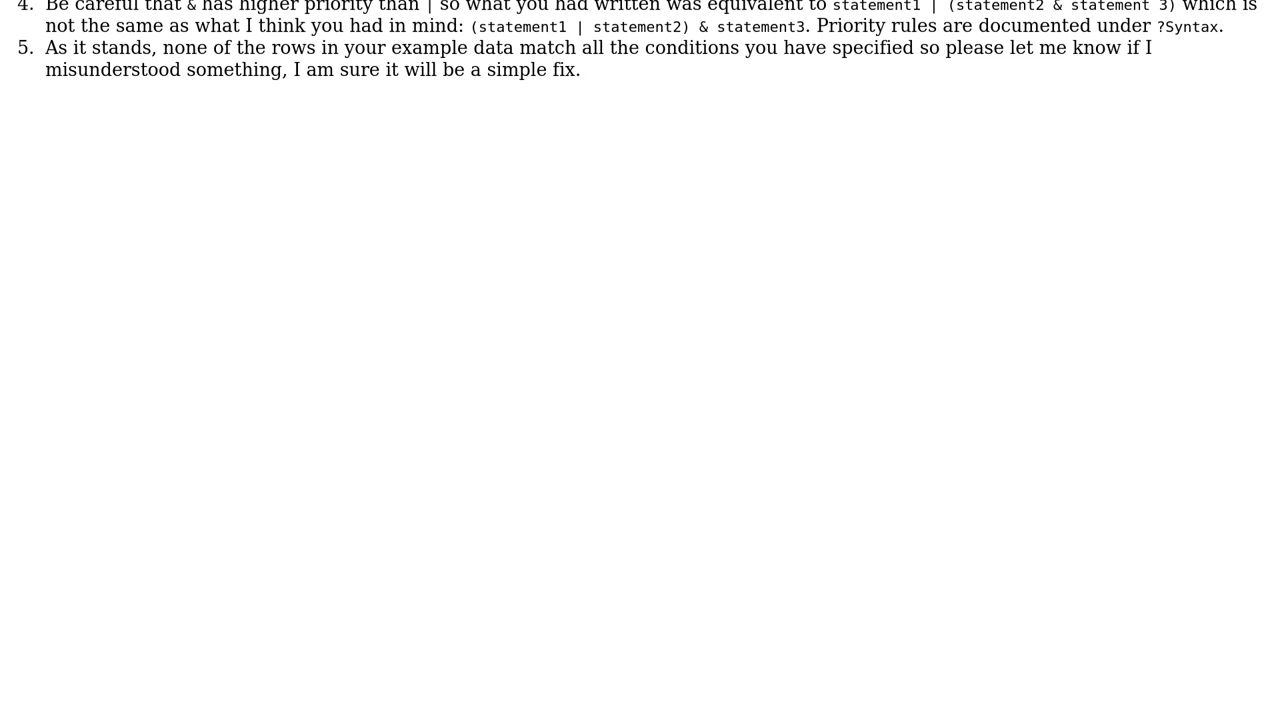 4. Be careful that & has higher priority than | so what you had written was equivalent to statement1 | (statement2 & statement 3) which is
not the same as what I think you had in mind: (statement1 | statement2) & statement3. Priority rules are documented under ?Syntax.
5. As it stands, none of the rows in your example data match all the conditions you have specified so please let me know if I
misunderstood something, I am sure it will be a simple fix.